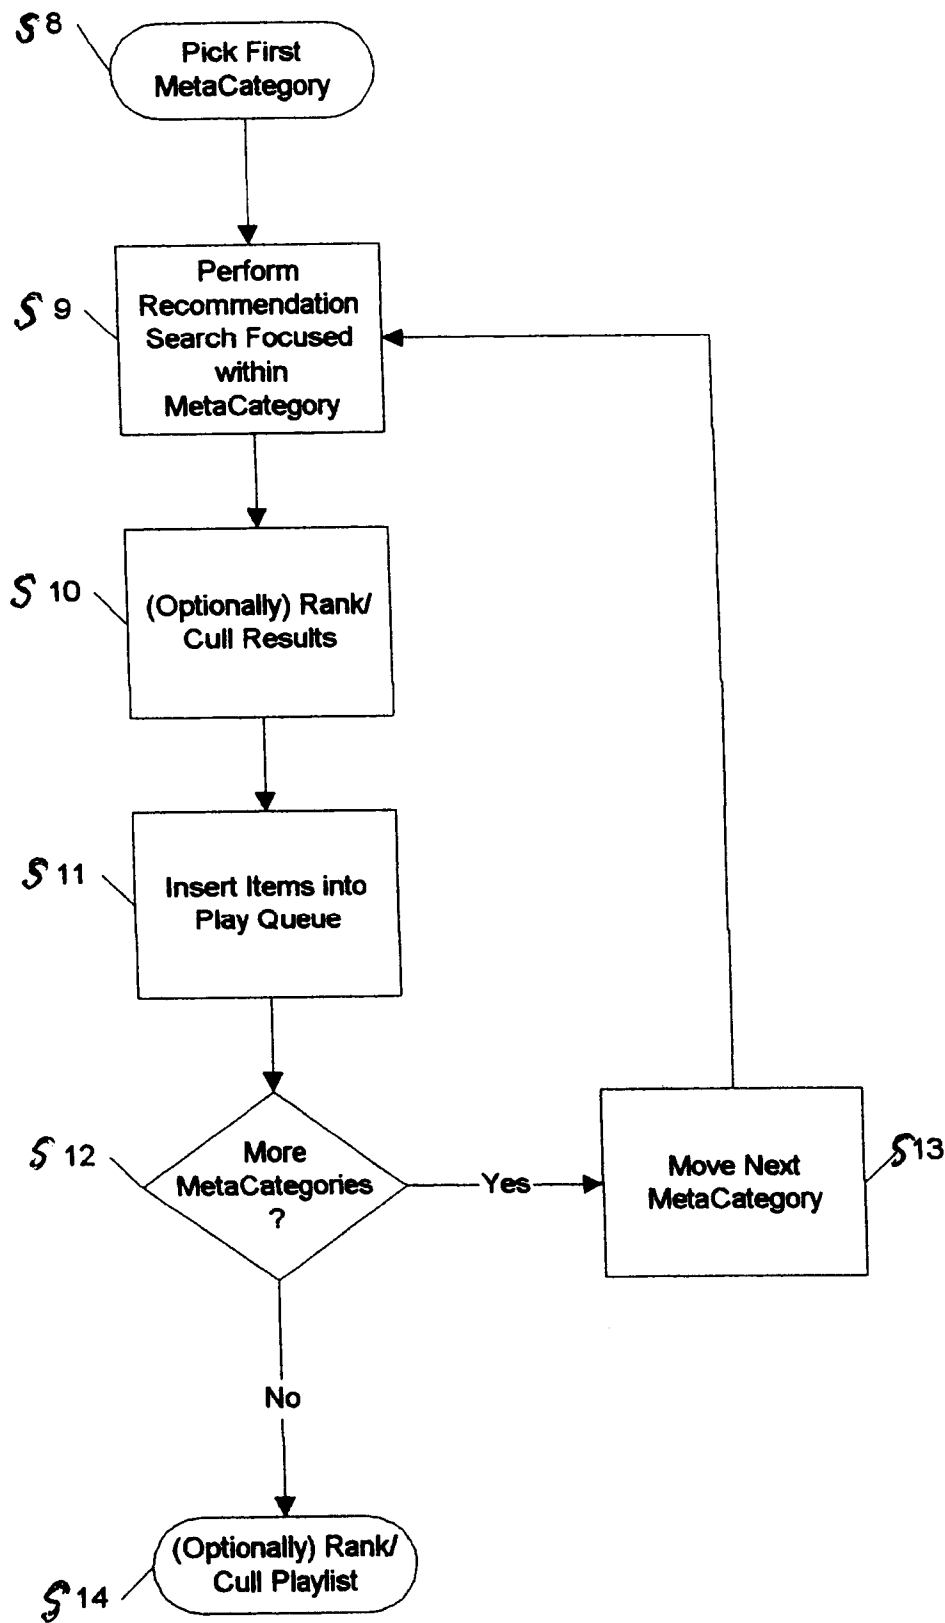 S8
Pick First
MetaCategory
S9
Perform
Recommendation
Search Focused
within
MetaCategory
S10
(Optionally) Rank/
Cull Results
S11
Insert Items into
Play Queue
S12
More
MetaCategories
?
Yes
Move Next
MetaCategory
S13
No
(Optionally) Rank/
Cull Playlist
S14